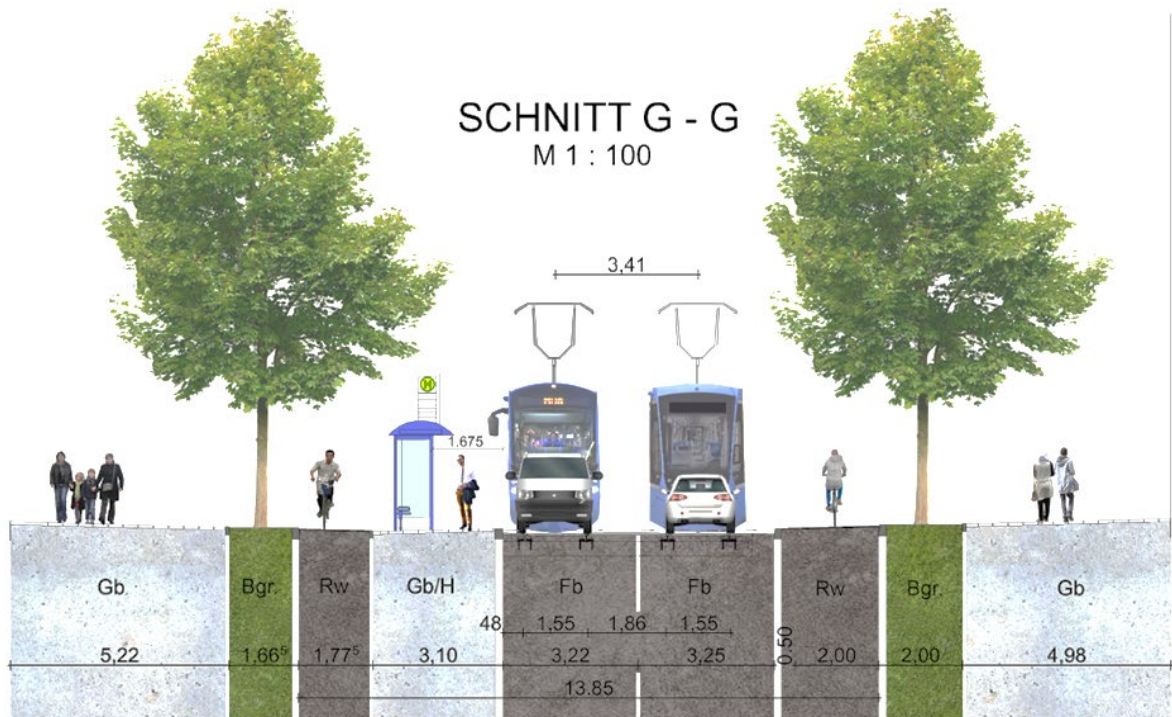 SCHNITT G - G
M 1 : 100
3,41
H
1.675
Gb.
Bgr.
Rw
Gb/H
Fb
Fb
Rw
Bgr.
Gb
48
1,55
1,86
1,55
5,22
1,66⁵
1,77⁵
3,10
3,22
3,25
0.50
2,00
2,00
4,98
13.85